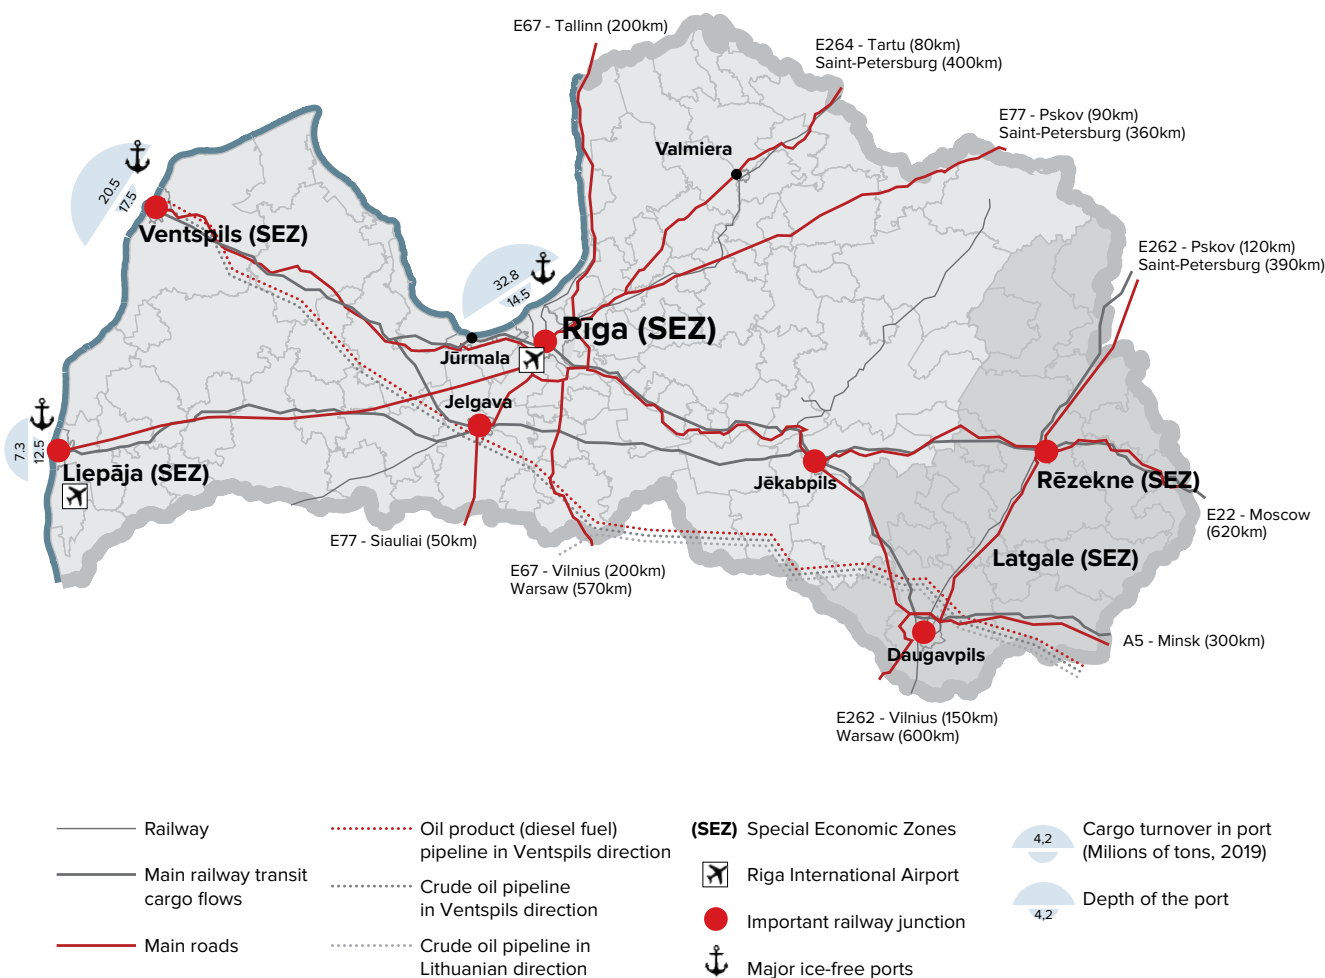 E67 - Tallinn (200km)
E264 - Tartu (80km)
Saint-Petersburg (400km)
E77 - Pskov (90km)
Saint-Petersburg (360km)
Valmiera
20.5
17.5
Ventspils (SEZ)
E262 - Pskov (120km)
Saint-Petersburg (390km)
32.8
14.5
Rīga (SEZ)
Jūrmala
Jelgava
7.3
12.5
Liepāja (SEZ)
Jēkabpils
Rēzekne (SEZ)
E22 - Moscow
(620km)
E77 - Siauliai (50km)
Latgale (SEZ)
E67 - Vilnius (200km)
Warsaw (570km)
A5 - Minsk (300km)
Daugavpils
E262 - Vilnius (150km)
Warsaw (600km)
Railway
Main railway transit
cargo flows
Main roads
Oil product (diesel fuel)
pipeline in Ventspils direction
Crude oil pipeline
in Ventspils direction
Crude oil pipeline in
Lithuanian direction
(SEZ) Special Economic Zones
Riga International Airport
Important railway junction
Major ice-free ports
4,2
Cargo turnover in port
(Milions of tons, 2019)
4,2
Depth of the port